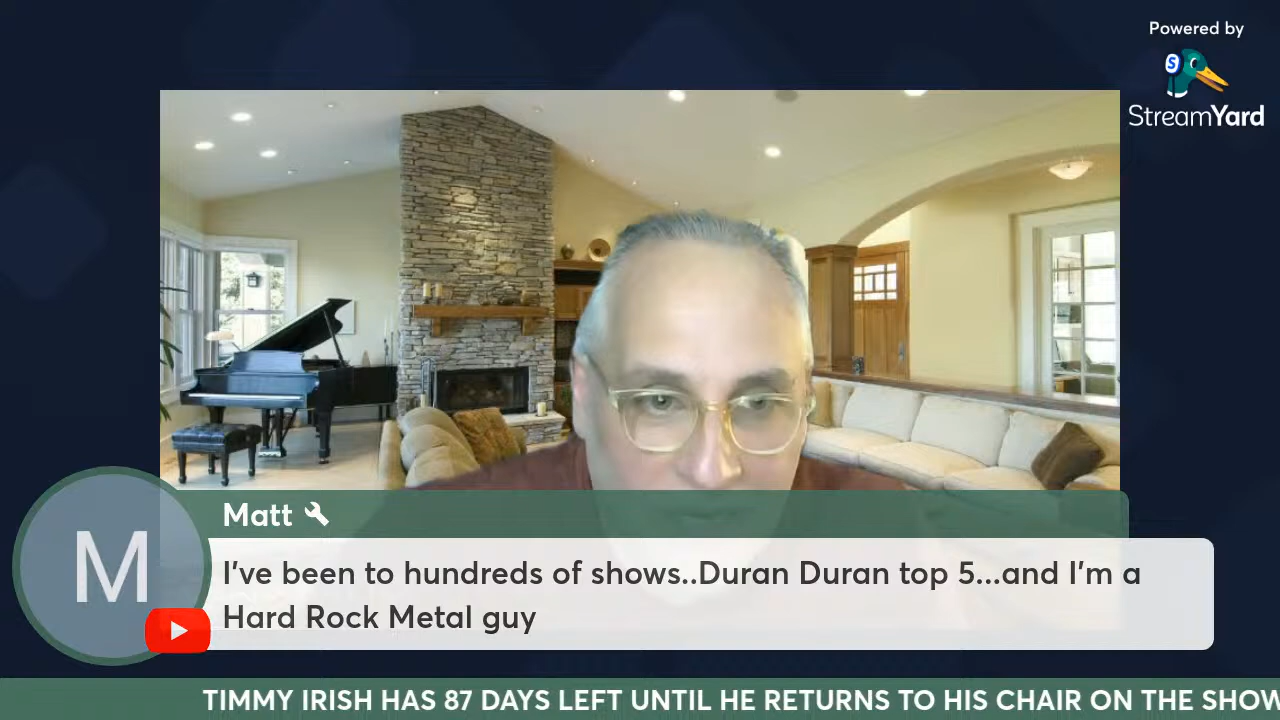 Powered by
S
StreamYard
Matt
M
I've been to hundreds of shows..Duran Duran top 5...and I'm a
Hard Rock Metal guy
TIMMY IRISH HAS 87 DAYS LEFT UNTIL HE RETURNS TO HIS CHAIR ON THE SHOW